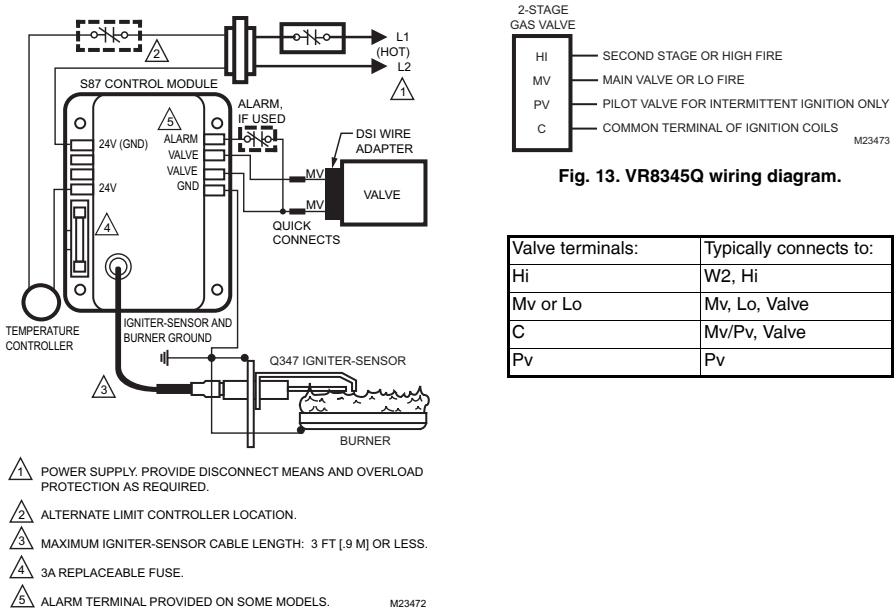 L1
(HOT)
L2
1
2
S87 CONTROL MODULE
ALARM,
IF USED
5
24V (GND)
ALARM
VALVE
VALVE
GND
24V
4
DSI WIRE
ADAPTER
MV
MV
VALVE
QUICK
CONNECTS
TEMPERATURE
CONTROLLER
IGNITER-SENSOR AND
BURNER GROUND
3
Q347 IGNITER-SENSOR
BURNER
1 POWER SUPPLY. PROVIDE DISCONNECT MEANS AND OVERLOAD
PROTECTION AS REQUIRED.
2 ALTERNATE LIMIT CONTROLLER LOCATION.
3 MAXIMUM IGNITER-SENSOR CABLE LENGTH: 3 FT [.9 M] OR LESS.
4 3A REPLACEABLE FUSE.
5 ALARM TERMINAL PROVIDED ON SOME MODELS.
M23472
2-STAGE
GAS VALVE
HI SECOND STAGE OR HIGH FIRE
MV MAIN VALVE OR LO FIRE
PV PILOT VALVE FOR INTERMITTENT IGNITION ONLY
C COMMON TERMINAL OF IGNITION COILS
M23473
Fig. 13. VR8345Q wiring diagram.
Valve terminals: Typically connects to:
Hi W2, Hi
Mv or Lo Mv, Lo, Valve
C Mv/Pv, Valve
Pv Pv